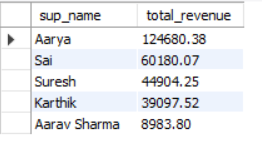 sup_name total_revenue
Aarya 124680.38
Sai 60180.07
Suresh 44904.25
Karthik 39097.52
Aarav Sharma 8983.80